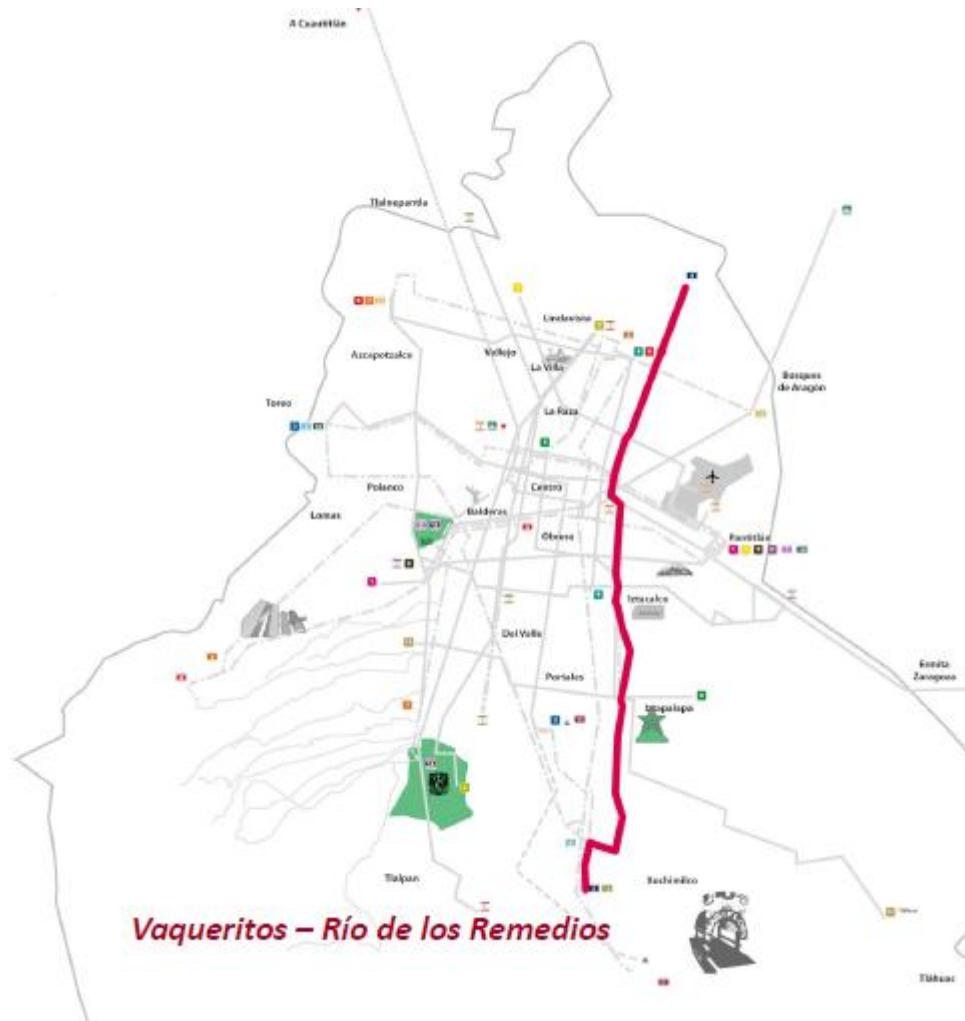 A Cuautitlán
Tlalnepantla
Lindavista
Azcapotzalco
Vallejo
La Villa
Bosques
de Aragón
Toreo
La Raza
Polanco
Centro
Lomas
Balderas
Obrera
Pantitlán
Iztacalco
Del Valle
Ermita
Zaragoza
Portales
Iztapalapa
Tlalpan
Xochimilco
Vaqueritos – Río de los Remedios
Tláhuac